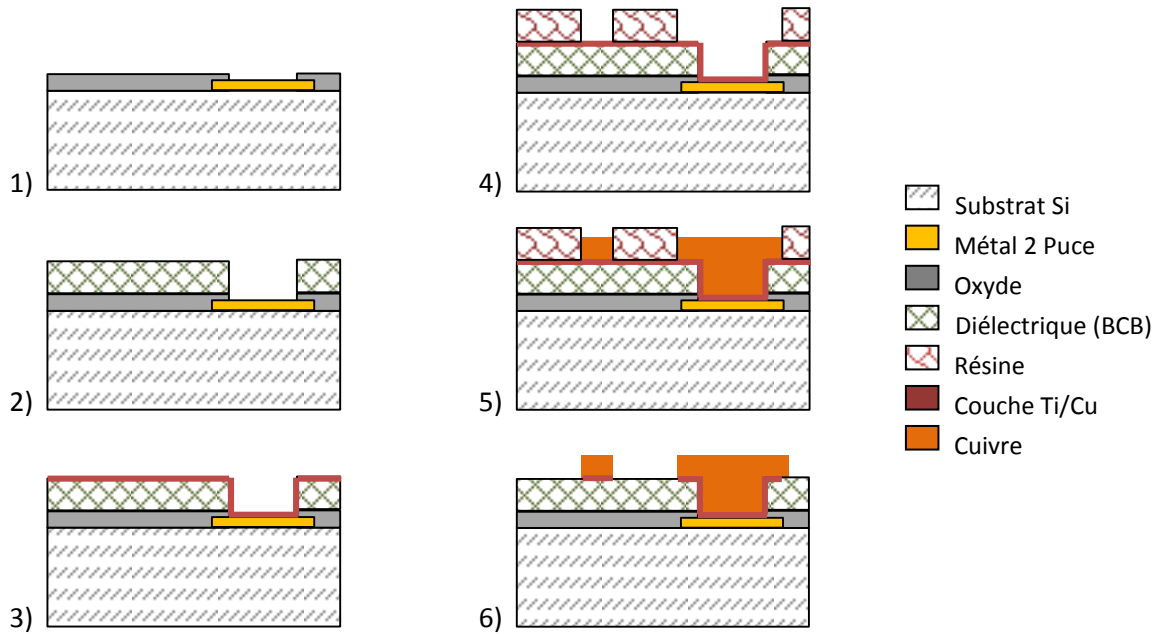 1)
2)
3)
4)
5)
6)
Substrat Si
Métal 2 Puce
Oxyde
Diélectrique (BCB)
Résine
Couche Ti/Cu
Cuivre